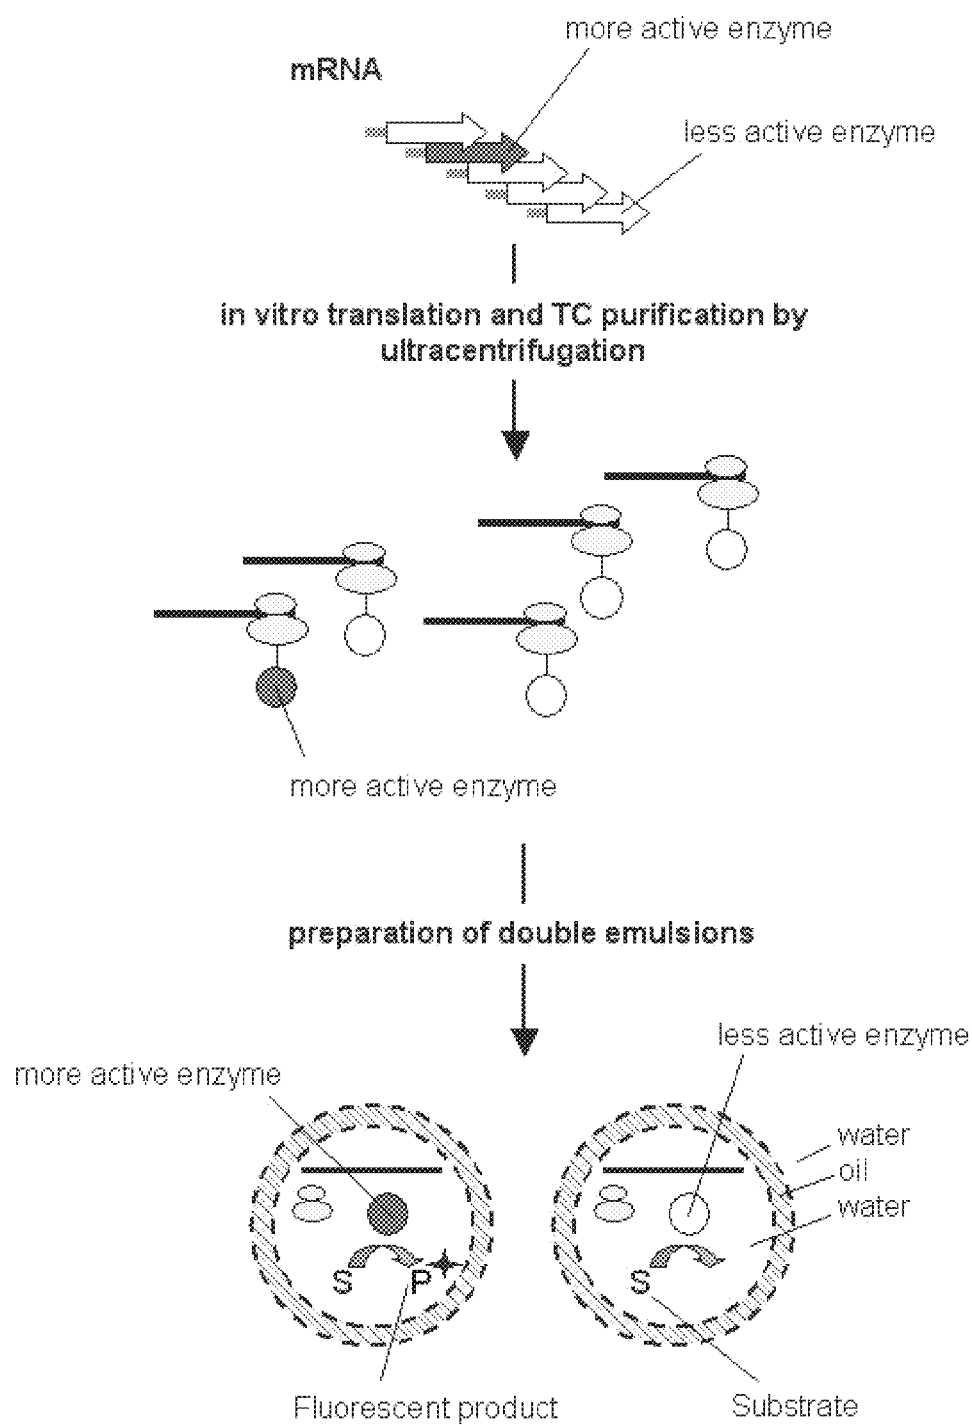 more active enzyme
mRNA
less active enzyme
in vitro translation and TC purification by
ultracentrifugation
more active enzyme
preparation of double emulsions
less active enzyme
more active enzyme
water
oil
water
S
P
S
Fluorescent product
Substrate